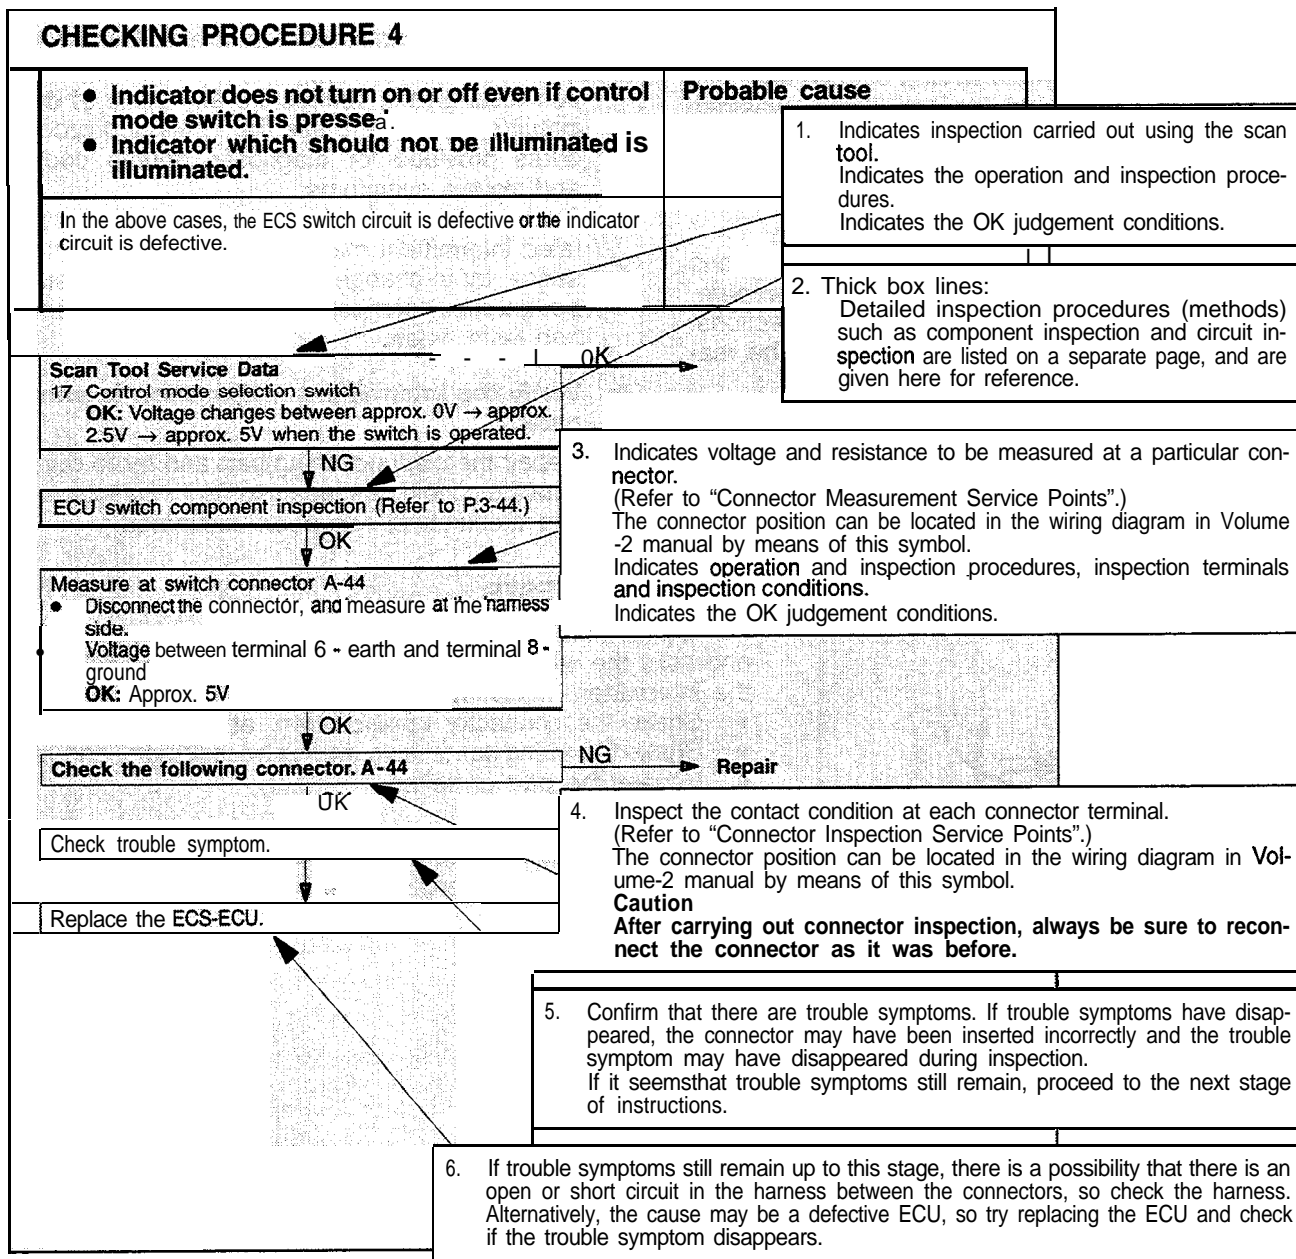 CHECKING PROCEDURE 4
● Indicator does not turn on or off even if control
mode switch is presse
● Indicator which should not be illuminated is
illuminated.
Probable cause
In the above cases, the ECS switch circuit is defective or the indicator
circuit is defective.
1. Indicates inspection carried out using the scan
tool.
Indicates the operation and inspection proce-
dures.
Indicates the OK judgement conditions.
2. Thick box lines:
Detailed inspection procedures (methods)
such as component inspection and circuit in-
spection are listed on a separate page, and are
given here for reference.
Scan Tool Service Data
17 Control mode selection switch
OK: Voltage changes between approx. 0V → approx.
2.5V → approx. 5V when the switch is operated.
OK
NG
ECU switch component inspection (Refer to P.3-44.)
OK
3. Indicates voltage and resistance to be measured at a particular con-
nector.
(Refer to “Connector Measurement Service Points”.)
The connector position can be located in the wiring diagram in Volume
-2 manual by means of this symbol.
Indicates operation and inspection procedures, inspection terminals
and inspection conditions.
Indicates the OK judgement conditions.
Measure at switch connector A-44
● Disconnect the connector, and measure at the harness
side.
● Voltage between terminal 6 - earth and terminal 8 -
ground
OK: Approx. 5V
OK
Check the following connector. A-44
NG
Repair
OK
4. Inspect the contact condition at each connector terminal.
(Refer to “Connector Inspection Service Points”.)
The connector position can be located in the wiring diagram in Vol-
ume-2 manual by means of this symbol.
Caution
After carrying out connector inspection, always be sure to recon-
nect the connector as it was before.
Check trouble symptom.
Replace the ECS-ECU.
5. Confirm that there are trouble symptoms. If trouble symptoms have disap-
peared, the connector may have been inserted incorrectly and the trouble
symptom may have disappeared during inspection.
If it seemsthat trouble symptoms still remain, proceed to the next stage
of instructions.
6. If trouble symptoms still remain up to this stage, there is a possibility that there is an
open or short circuit in the harness between the connectors, so check the harness.
Alternatively, the cause may be a defective ECU, so try replacing the ECU and check
if the trouble symptom disappears.